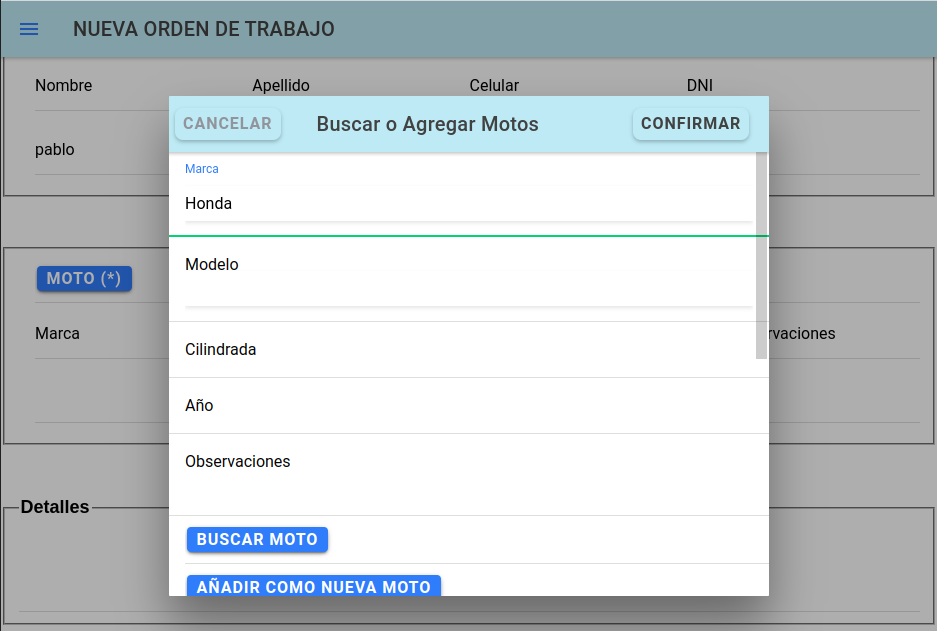 NUEVA ORDEN DE TRABAJO
Nombre Apellido Celular DNI
pablo
CANCELAR Buscar o Agregar Motos CONFIRMAR
Marca
Honda
Modelo
Cilindrada
Año
Observaciones
BUSCAR MOTO
AÑADIR COMO NUEVA MOTO
MOTO (*)
Marca rvaciones
Detalles